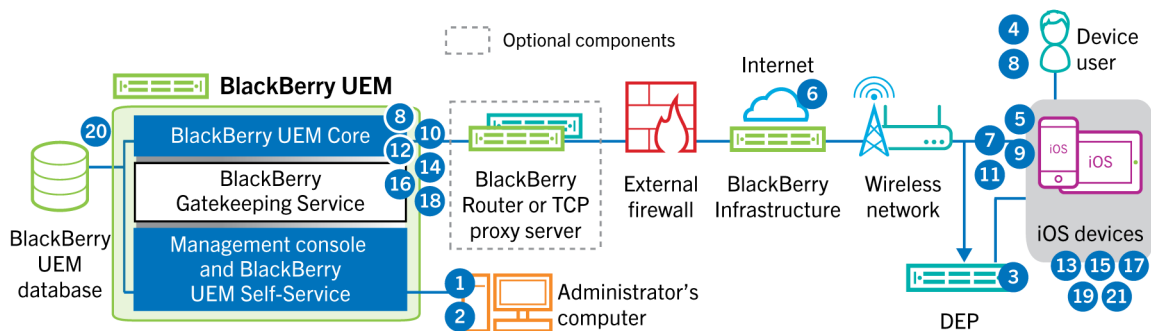 Optional components
BlackBerry UEM
Internet
6
4
8
Device
user
20
BlackBerry UEM Core
8
10
12
14
16
18
BlackBerry
Gatekeeping Service
Management console
and BlackBerry
UEM Self-Service
BlackBerry
UEM
database
BlackBerry
Router or TCP
proxy server
External
firewall
BlackBerry
Infrastructure
Wireless
network
5
7
9
11
iOS
iOS
iOS devices
13
15
17
19
21
1
2
Administrator's
computer
3
DEP